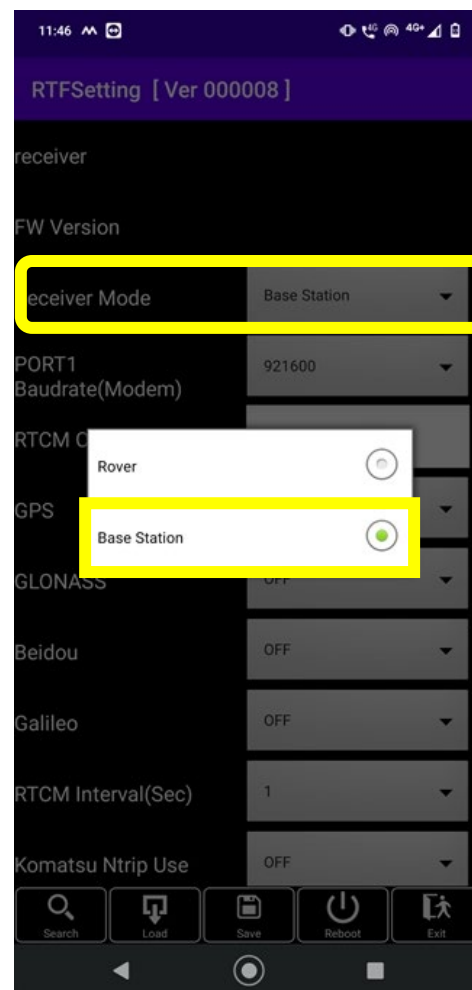 11:46 4G 4G+
RTFSetting [ Ver 000008 ]
receiver
FW Version
eceiver Mode Base Station
PORT1
Baudrate(Modem) 921600
RTCM C
Rover
GPS
Base Station
GLONASS OFF
Beidou OFF
Galileo OFF
RTCM Interval(Sec) 1
Komatsu Ntrip Use OFF
Search Load Save Reboot Exit